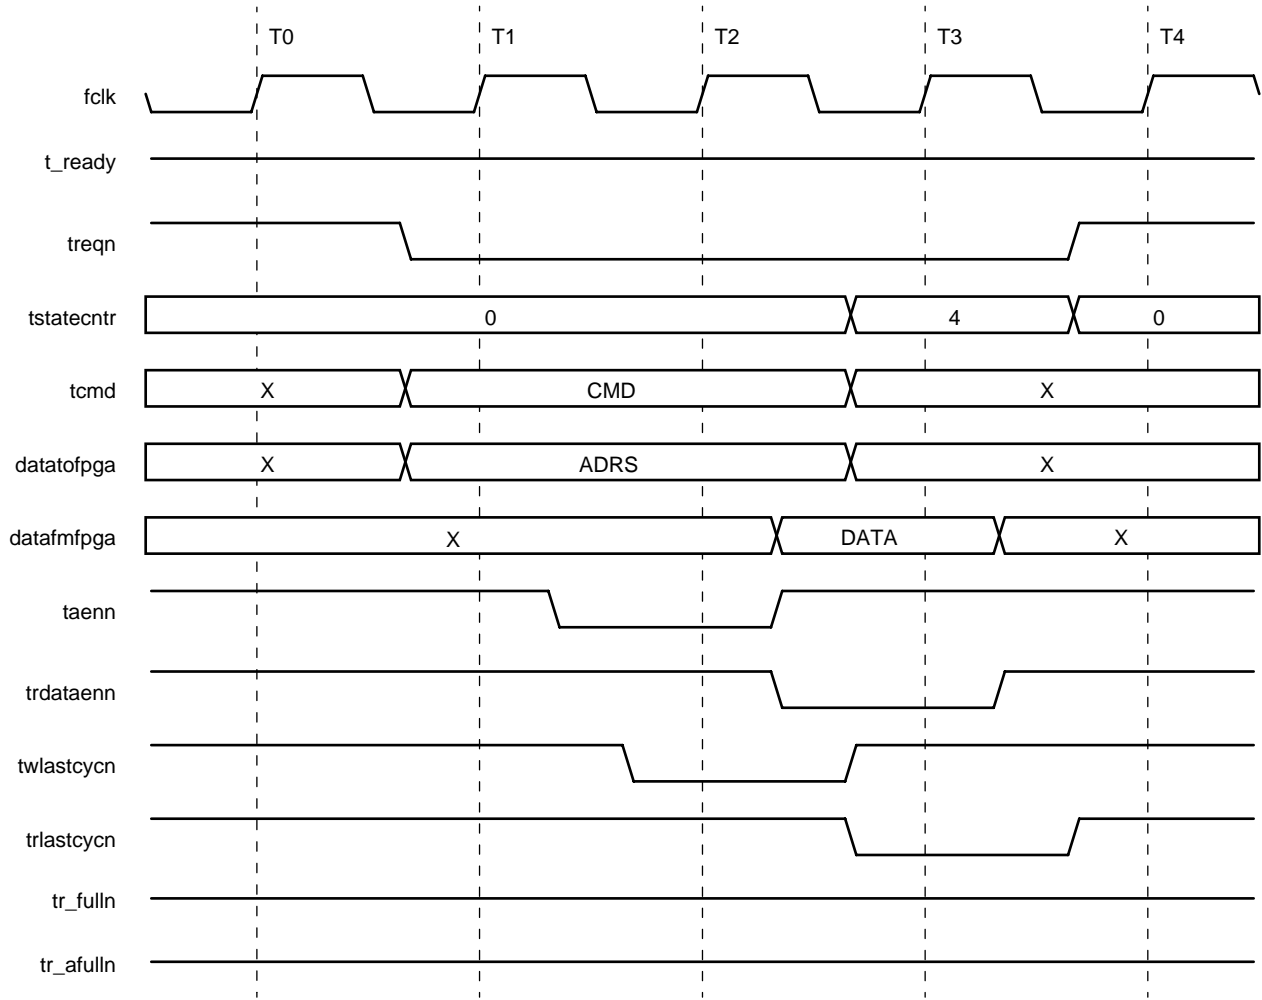 T0 T1 T2 T3 T4
fclk
t_ready
treqn
tstatecntr 0 4 0
tcmd X CMD X
datatofpga X ADRS X
datafmfpga X DATA X
taenn
trdataenn
twlastcycn
trlastcycn
tr_fulln
tr_afulln